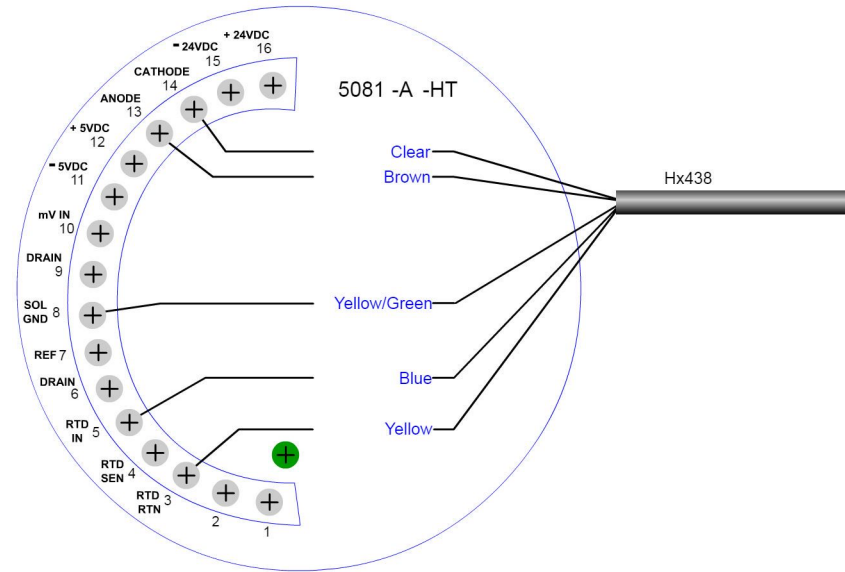 + 24VDC
16
- 24VDC
15
CATHODE
14
5081 -A -HT
ANODE
13
+ 5VDC
12
Clear
- 5VDC
11
Brown
Hx438
mV IN
10
DRAIN
9
SOL
GND 8
Yellow/Green
REF 7
DRAIN
6
Blue
RTD
IN 5
Yellow
RTD
SEN 4
RTD
RTN 3
2
1